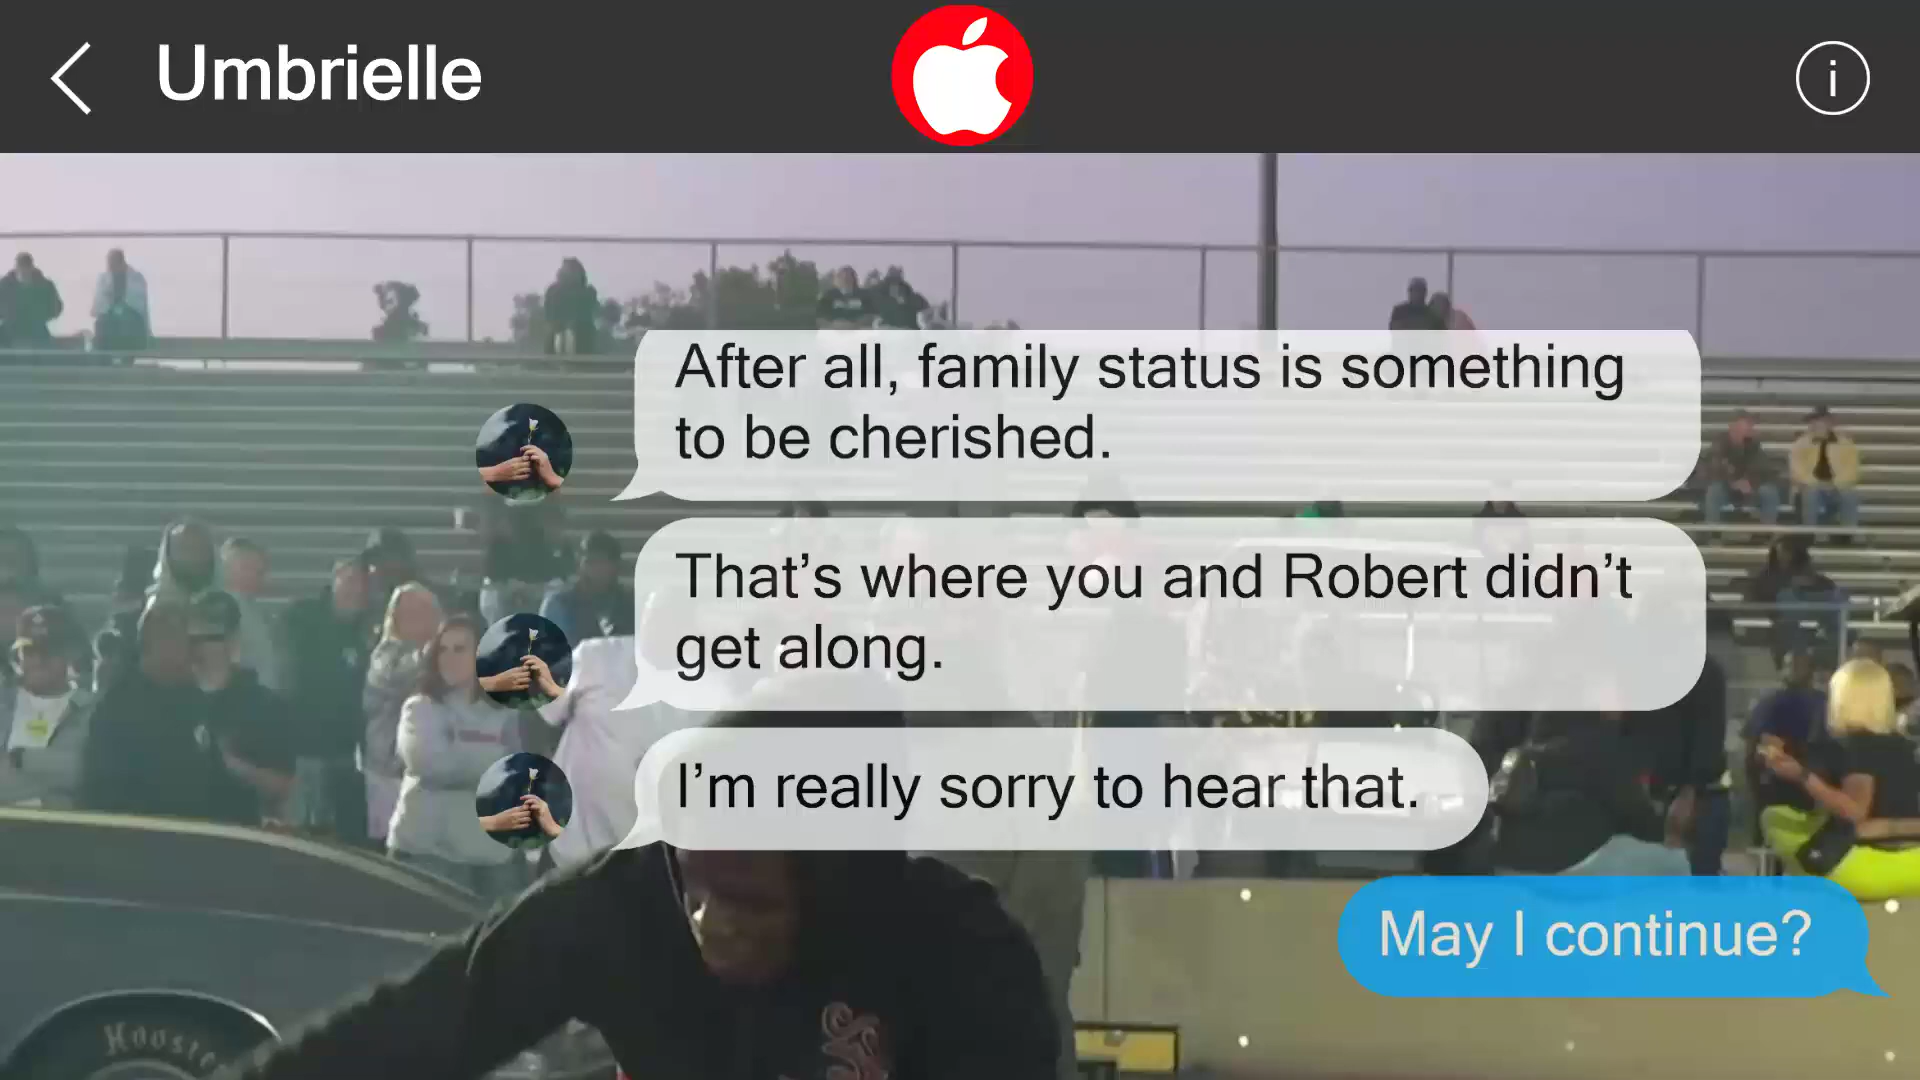 Umbrielle
After all, family status is something
to be cherished.
That’s where you and Robert didn’t
get along.
I’m really sorry to hear that.
May I continue?